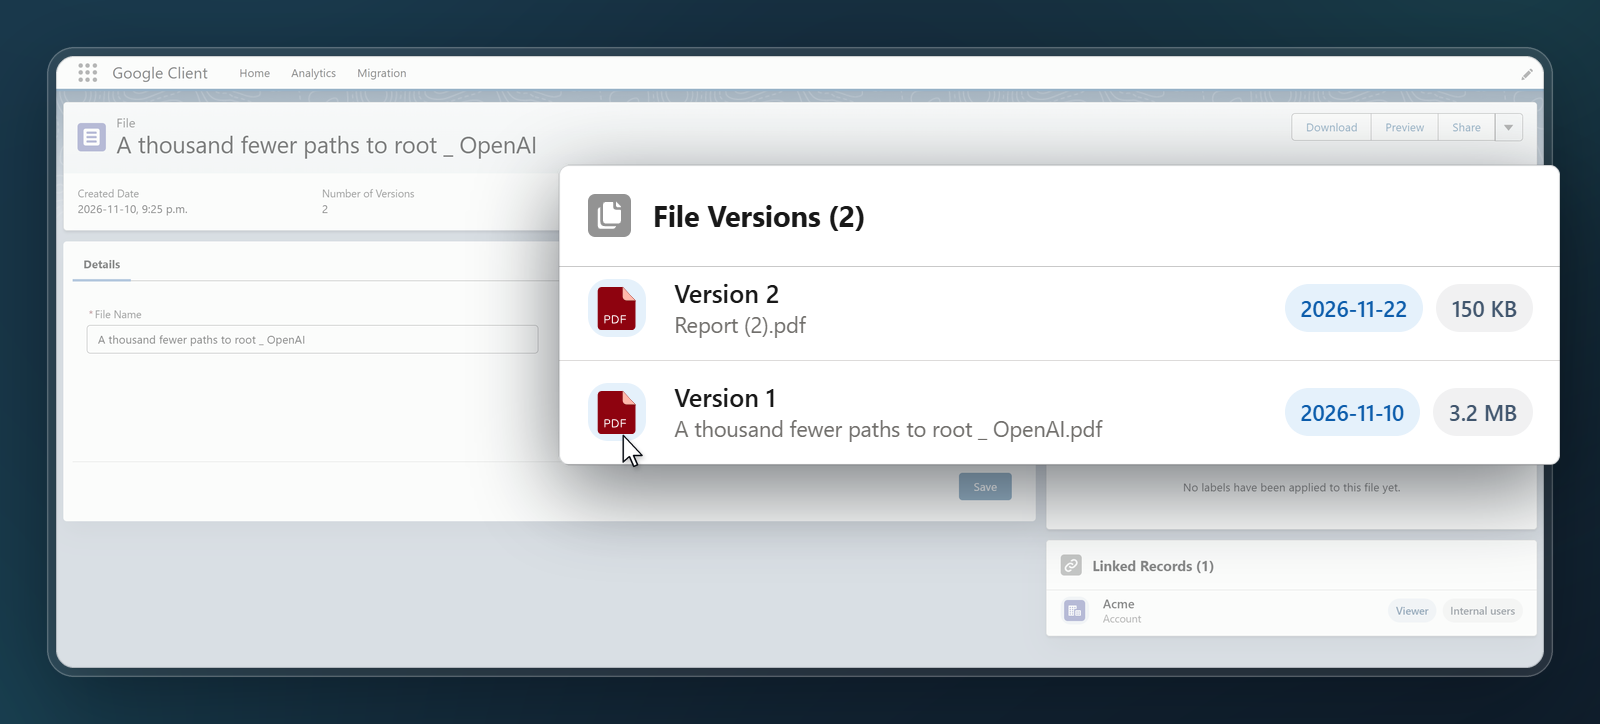 Google Client Home Analytics Migration
File
A thousand fewer paths to root _ OpenAI
Download Preview Share
Created Date
2026-11-10, 9:25 p.m.
Number of Versions
2
Details
*File Name
A thousand fewer paths to root _ OpenAI
Save
File Versions (2)
PDF
Version 2
Report (2).pdf
2026-11-22 150 KB
PDF
Version 1
A thousand fewer paths to root _ OpenAI.pdf
2026-11-10 3.2 MB
No labels have been applied to this file yet.
Linked Records (1)
Acme
Account
Viewer Internal users